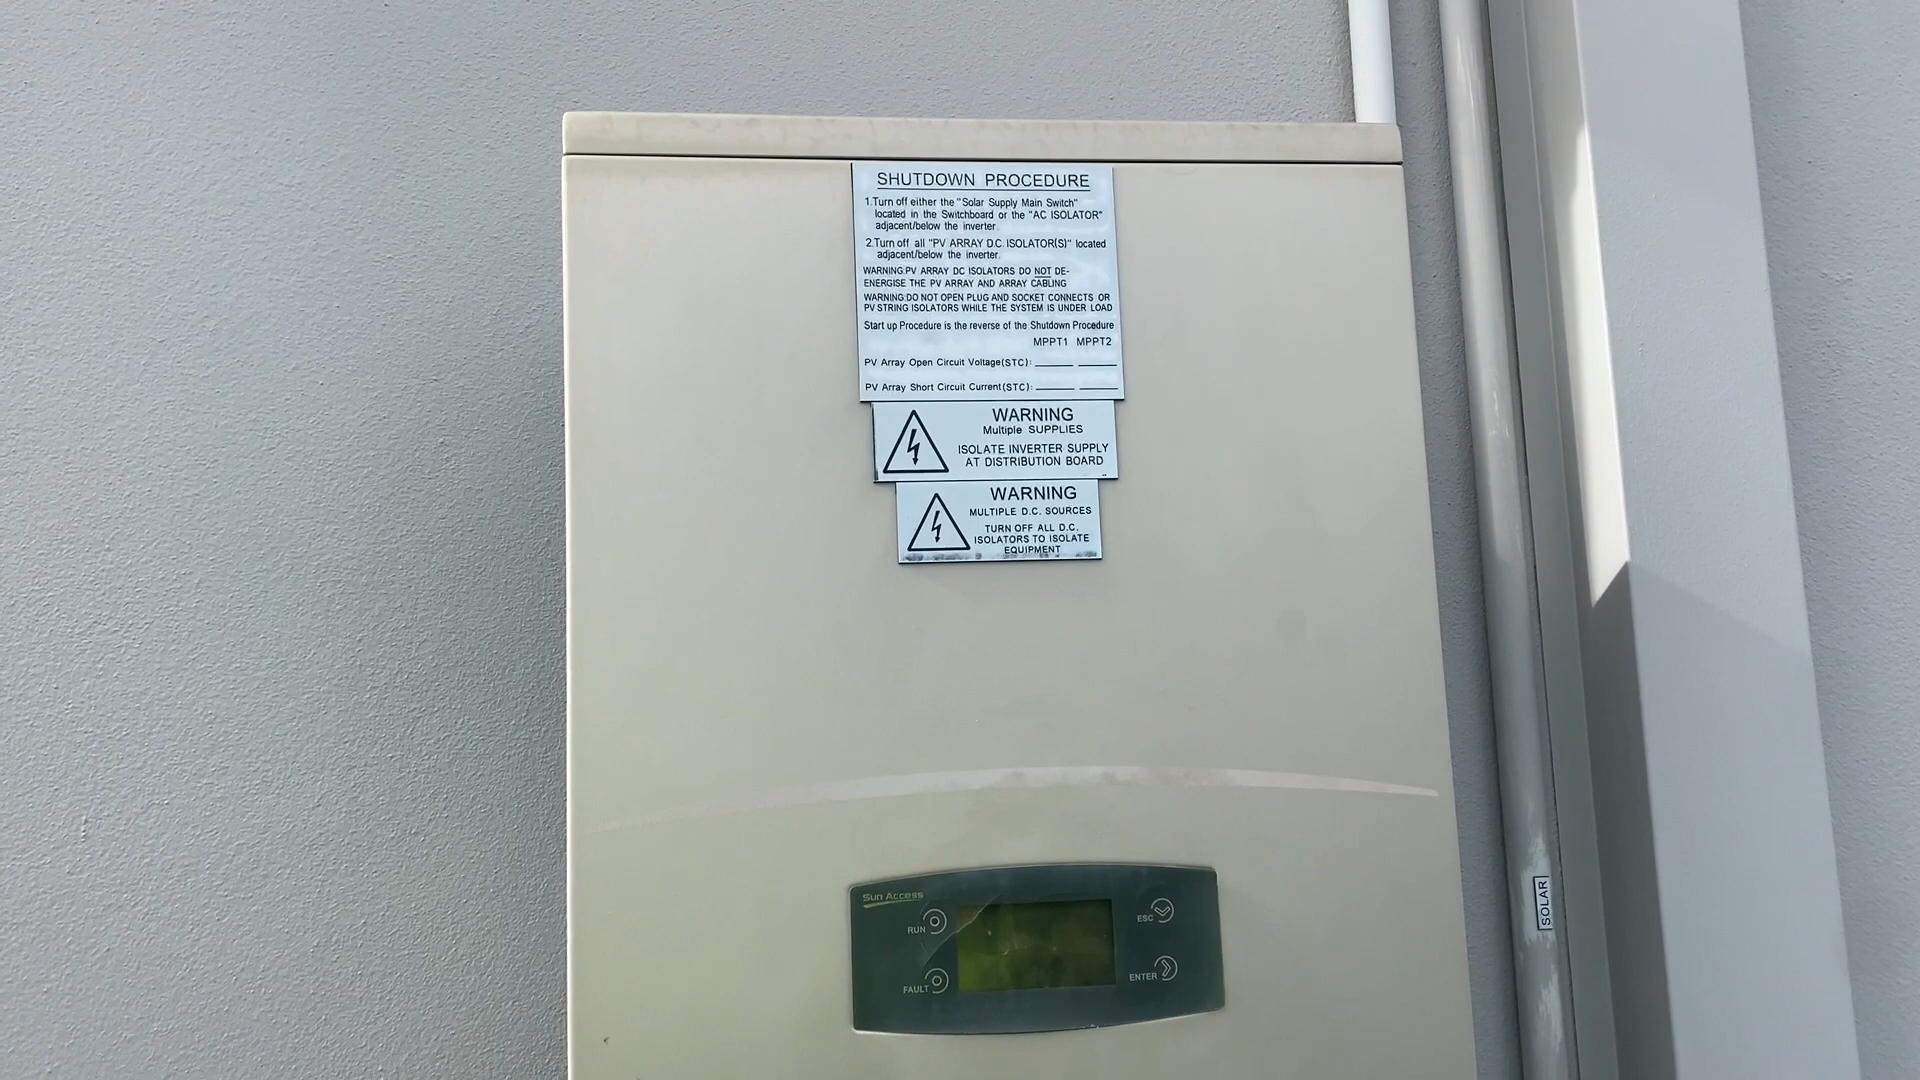 SHUTDOWN PROCEDURE
1.Turn off either the "Solar Supply Main Switch"
located in the Switchboard or the "AC ISOLATOR"
adjacent/below the inverter.
2.Turn off all "PV ARRAY D.C. ISOLATOR(S)" located
adjacent/below the inverter.
WARNING:PV ARRAY DC ISOLATORS DO NOT DE-
ENERGISE THE PV ARRAY AND ARRAY CABLING
WARNING:DO NOT OPEN PLUG AND SOCKET CONNECTS OR
PV STRING ISOLATORS WHILE THE SYSTEM IS UNDER LOAD
Start up Procedure is the reverse of the Shutdown Procedure
MPPT1 MPPT2
PV Array Open Circuit Voltage(STC):
PV Array Short Circuit Current(STC):
WARNING
Multiple SUPPLIES
ISOLATE INVERTER SUPPLY
AT DISTRIBUTION BOARD
WARNING
MULTIPLE D.C. SOURCES
TURN OFF ALL D.C.
ISOLATORS TO ISOLATE
EQUIPMENT
Sun Access
RUN
ESC
FAULT
ENTER
SOLAR